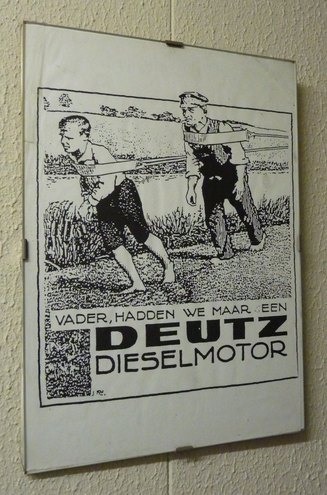 VADER, HADDEN WE MAAR EEN
DEUTZ
DIESELMOTOR